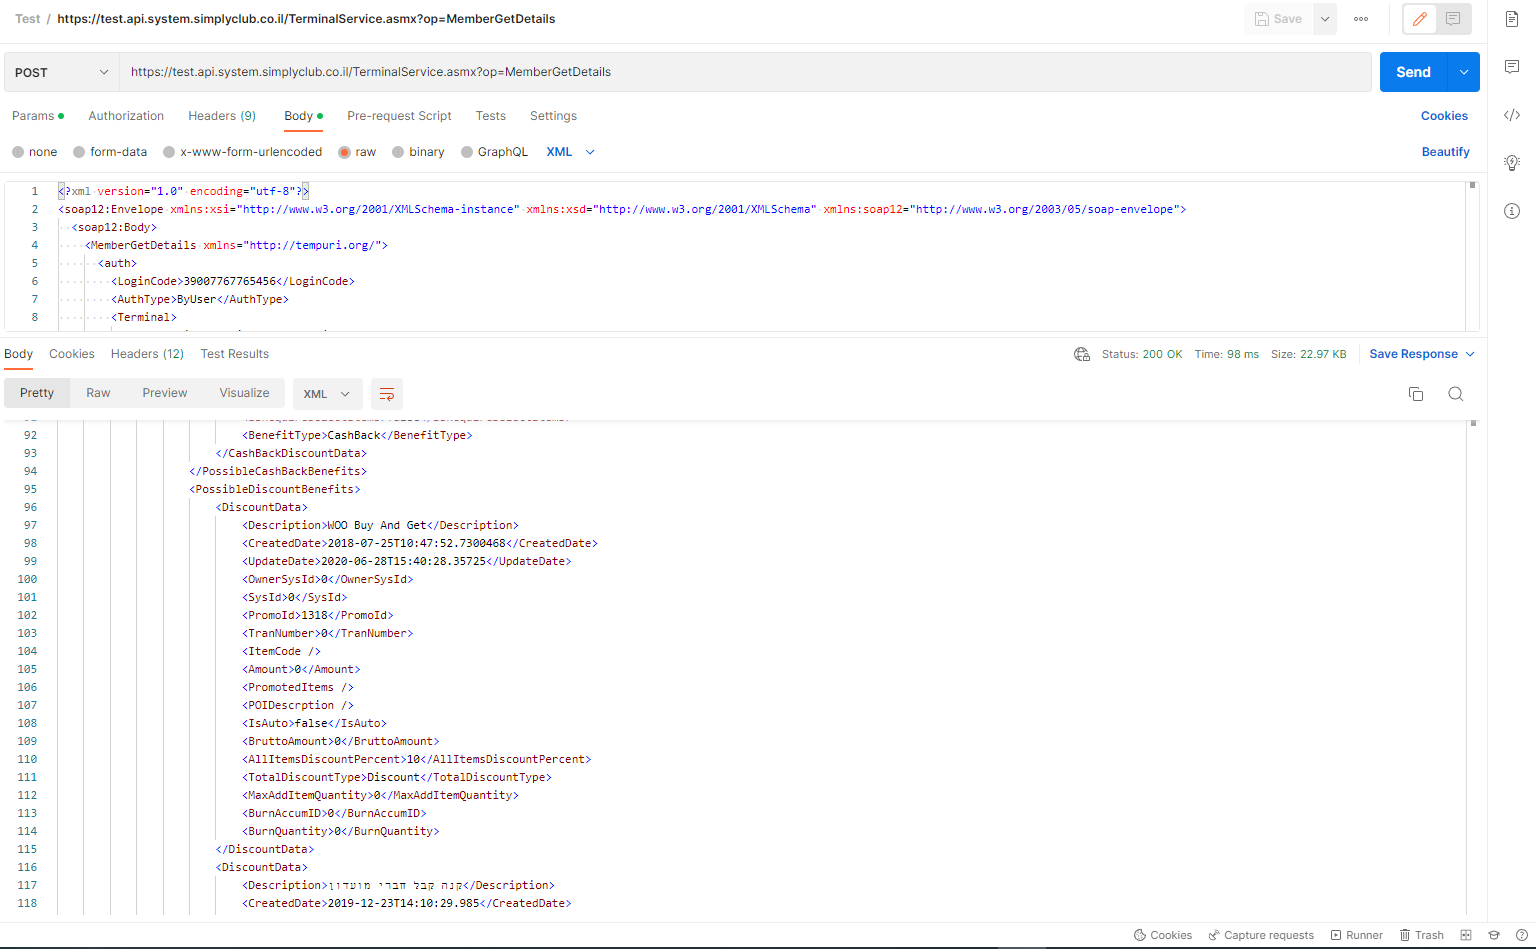 Test / https://test.api.system.simplyclub.co.il/TerminalService.asmx?op=MemberGetDetails
Save
POST https://test.api.system.simplyclub.co.il/TerminalService.asmx?op=MemberGetDetails Send
Params Authorization Headers (9) Body Pre-request Script Tests Settings Cookies
none form-data x-www-form-urlencoded raw binary GraphQL XML Beautify
1 <?xml version="1.0" encoding="utf-8"?>
2 <soap12:Envelope xmlns:xsi="http://www.w3.org/2001/XMLSchema-instance" xmlns:xsd="http://www.w3.org/2001/XMLSchema" xmlns:soap12="http://www.w3.org/2003/05/soap-envelope">
3 <soap12:Body>
4 <MemberGetDetails xmlns="http://tempuri.org/">
5 <auth>
6 <LoginCode>39007767765456</LoginCode>
7 <AuthType>ByUser</AuthType>
8 <Terminal>
Body Cookies Headers (12) Test Results Status: 200 OK Time: 98 ms Size: 22.97 KB Save Response
Pretty Raw Preview Visualize XML
92 <BenefitType>CashBack</BenefitType>
93 </CashBackDiscountData>
94 </PossibleCashBackBenefits>
95 <PossibleDiscountBenefits>
96 <DiscountData>
97 <Description>WOO Buy And Get</Description>
98 <CreatedDate>2018-07-25T10:47:52.7300468</CreatedDate>
99 <UpdateDate>2020-06-28T15:40:28.35725</UpdateDate>
100 <OwnerSysId>0</OwnerSysId>
101 <SysId>0</SysId>
102 <PromoId>1318</PromoId>
103 <TranNumber>0</TranNumber>
104 <ItemCode />
105 <Amount>0</Amount>
106 <PromotedItems />
107 <POIDescrption />
108 <IsAuto>false</IsAuto>
109 <BruttoAmount>0</BruttoAmount>
110 <AllItemsDiscountPercent>10</AllItemsDiscountPercent>
111 <TotalDiscountType>Discount</TotalDiscountType>
112 <MaxAddItemQuantity>0</MaxAddItemQuantity>
113 <BurnAccumID>0</BurnAccumID>
114 <BurnQuantity>0</BurnQuantity>
115 </DiscountData>
116 <DiscountData>
117 <Description>קנה קבל חברי מועדון</Description>
118 <CreatedDate>2019-12-23T14:10:29.985</CreatedDate>
Cookies Capture requests Runner Trash